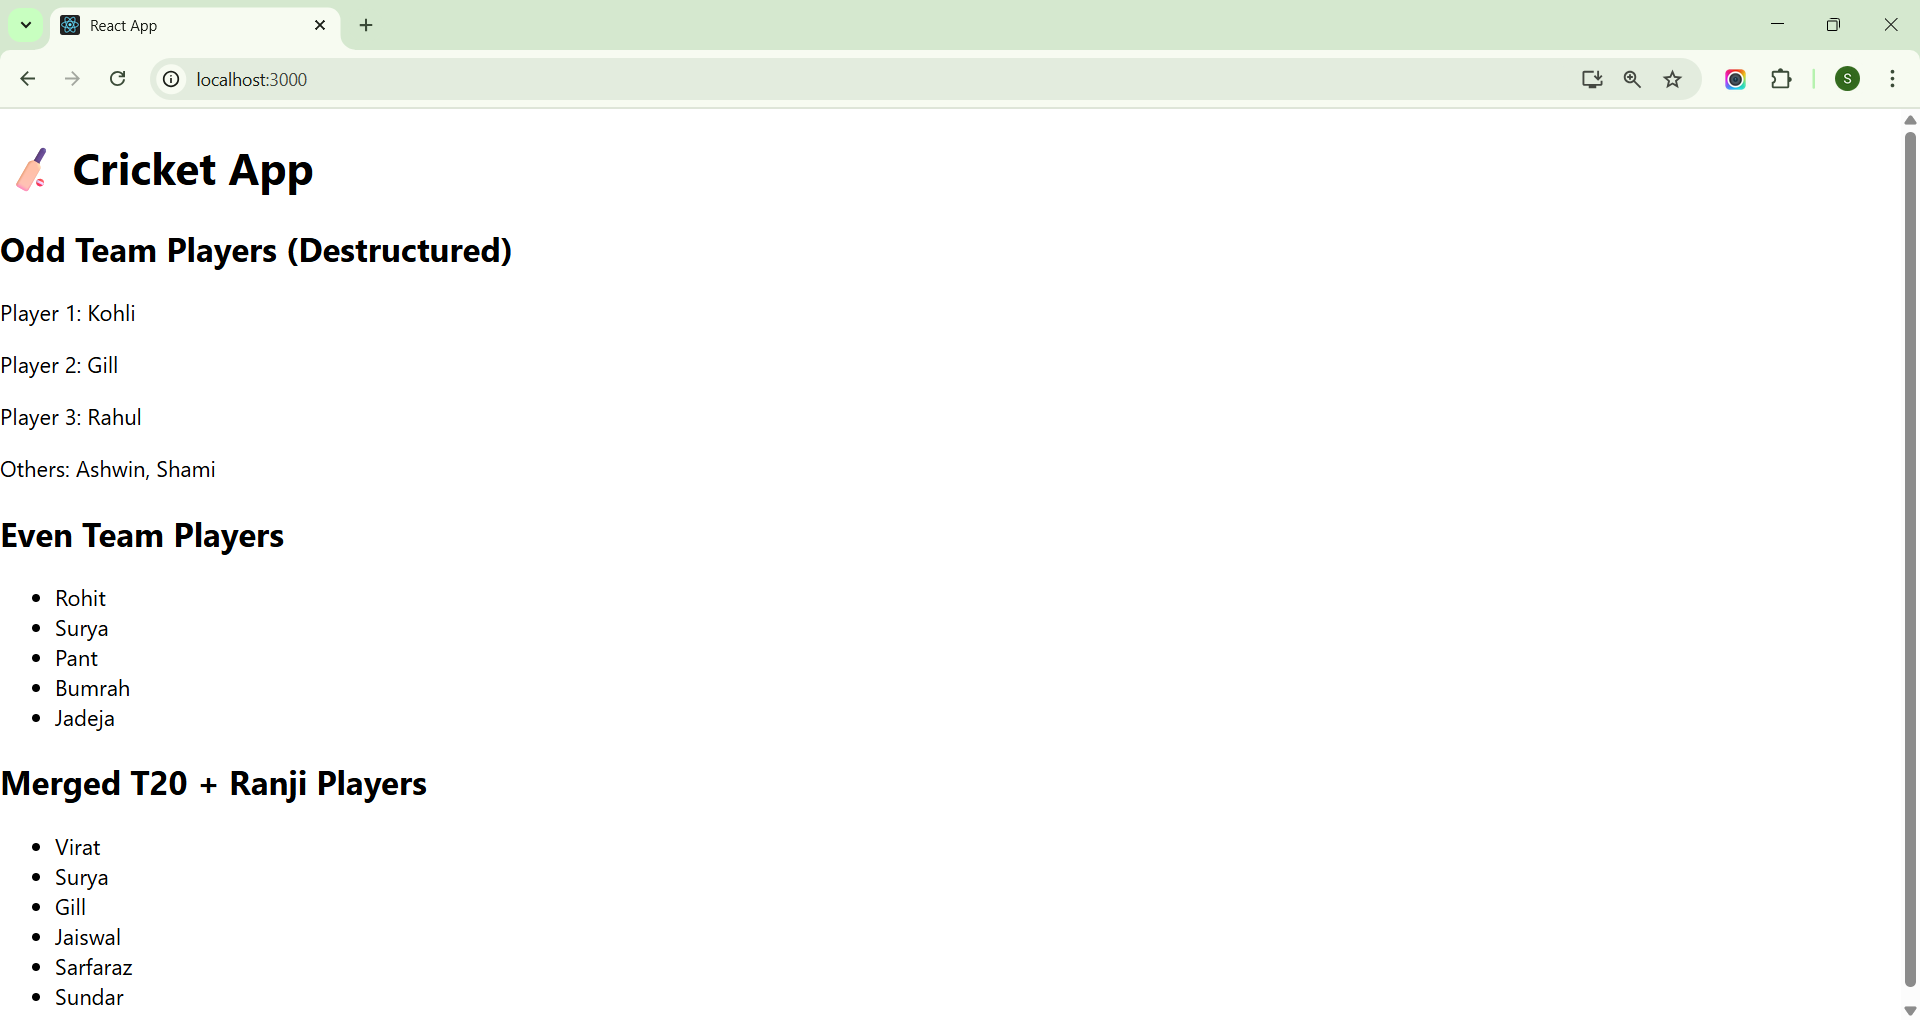 React App
localhost:3000
S
🏏 Cricket App
Odd Team Players (Destructured)
Player 1: Kohli
Player 2: Gill
Player 3: Rahul
Others: Ashwin, Shami
Even Team Players
• Rohit
• Surya
• Pant
• Bumrah
• Jadeja
Merged T20 + Ranji Players
• Virat
• Surya
• Gill
• Jaiswal
• Sarfaraz
• Sundar